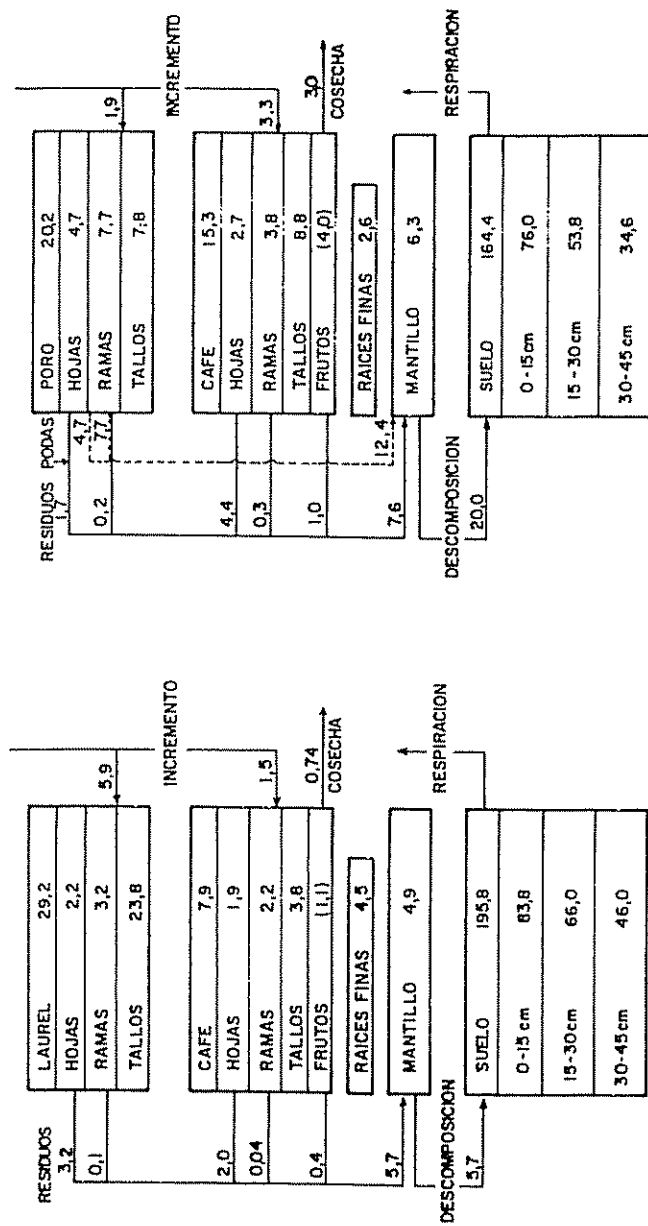 LAUREL 29,2
HOJAS 2,2
RAMAS 3,2
TALLOS 23,8
RESIDUOS
3,2
0,1
5,9
INCREMENTO
1,5
CAFE 7,9
HOJAS 1,9
RAMAS 2,2
TALLOS 3,8
FRUTOS (1,1)
2,0
0,04
0,4
0,74
COSECHA
RAICES FINAS 4,5
MANTILLO 4,9
5,7
DESCOMPOSICION
5,7
RESPIRACION
SUELO 195,8
0-15 cm 83,8
15-30 cm 66,0
30-45 cm 46,0
PORO 20,2
HOJAS 4,7
RAMAS 7,7
TALLOS 7,8
RESIDUOS PODAS
1,7
4,7
7,7
0,2
1,9
INCREMENTO
3,3
CAFE 15,3
HOJAS 2,7
RAMAS 3,8
TALLOS 8,8
FRUTOS (4,0)
4,4
0,3
1,0
30
COSECHA
RAICES FINAS 2,6
MANTILLO 6,3
12,4
7,6
DESCOMPOSICION
20,0
RESPIRACION
SUELO 164,4
0-15 cm 76,0
15-30 cm 53,8
30-45 cm 34,6